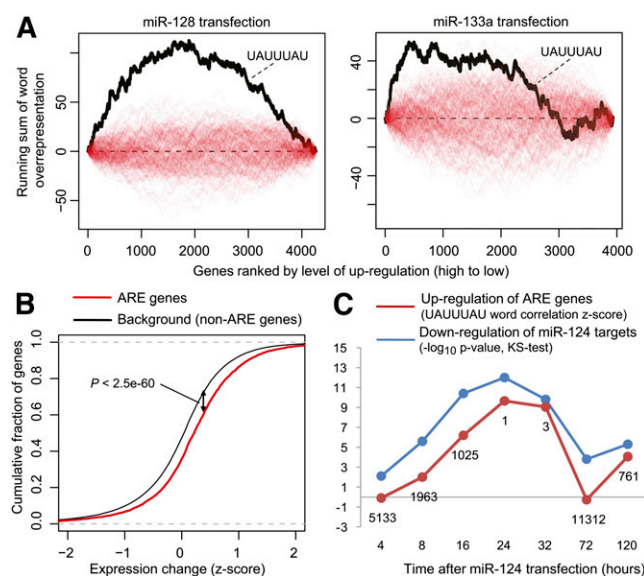 A
miR-128 transfection
miR-133a transfection
Running sum of word
overrepresentation
50
0
−50
UAUUUAU
0 1000 2000 3000 4000
40
0
−40
UAUUUAU
0 1000 2000 3000 4000
Genes ranked by level of up-regulation (high to low)
B
ARE genes
Background (non-ARE genes)
Cumulative fraction of genes
1.0
0.8
0.6
0.4
0.2
0.0
P < 2.5e-60
-2 -1 0 1 2
Expression change (z-score)
C
Up-regulation of ARE genes
(UAUUUAU word correlation z-score)
Down-regulation of miR-124 targets
(-log10 p-value, KS-test)
15
13
11
9
7
5
3
1
-1
-3
5133
1963
1025
1
3
11312
761
4 8 16 24 32 72 120
Time after miR-124 transfection (hours)